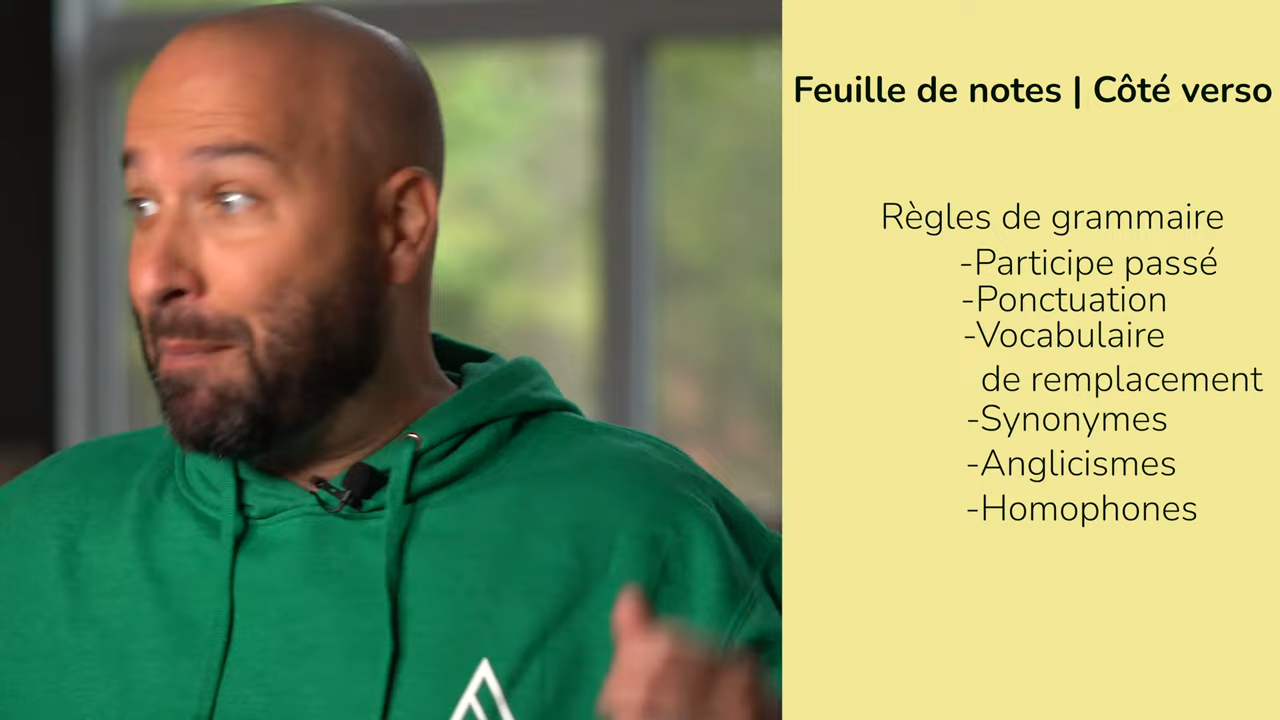 Feuille de notes | Côté verso
Règles de grammaire
-Participe passé
-Ponctuation
-Vocabulaire
de remplacement
-Synonymes
-Anglicismes
-Homophones